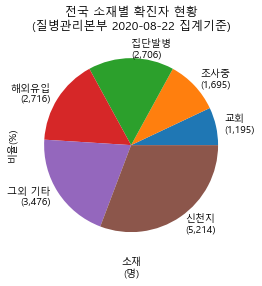 전국 소재별 확진자 현황
(질병관리본부 2020-08-22 집계기준)
집단발병
(2,706)
조사중
(1,695)
해외유입
(2,716)
교회
(1,195)
비율(%)
그외 기타
(3,476)
신천지
(5,214)
소재
(명)